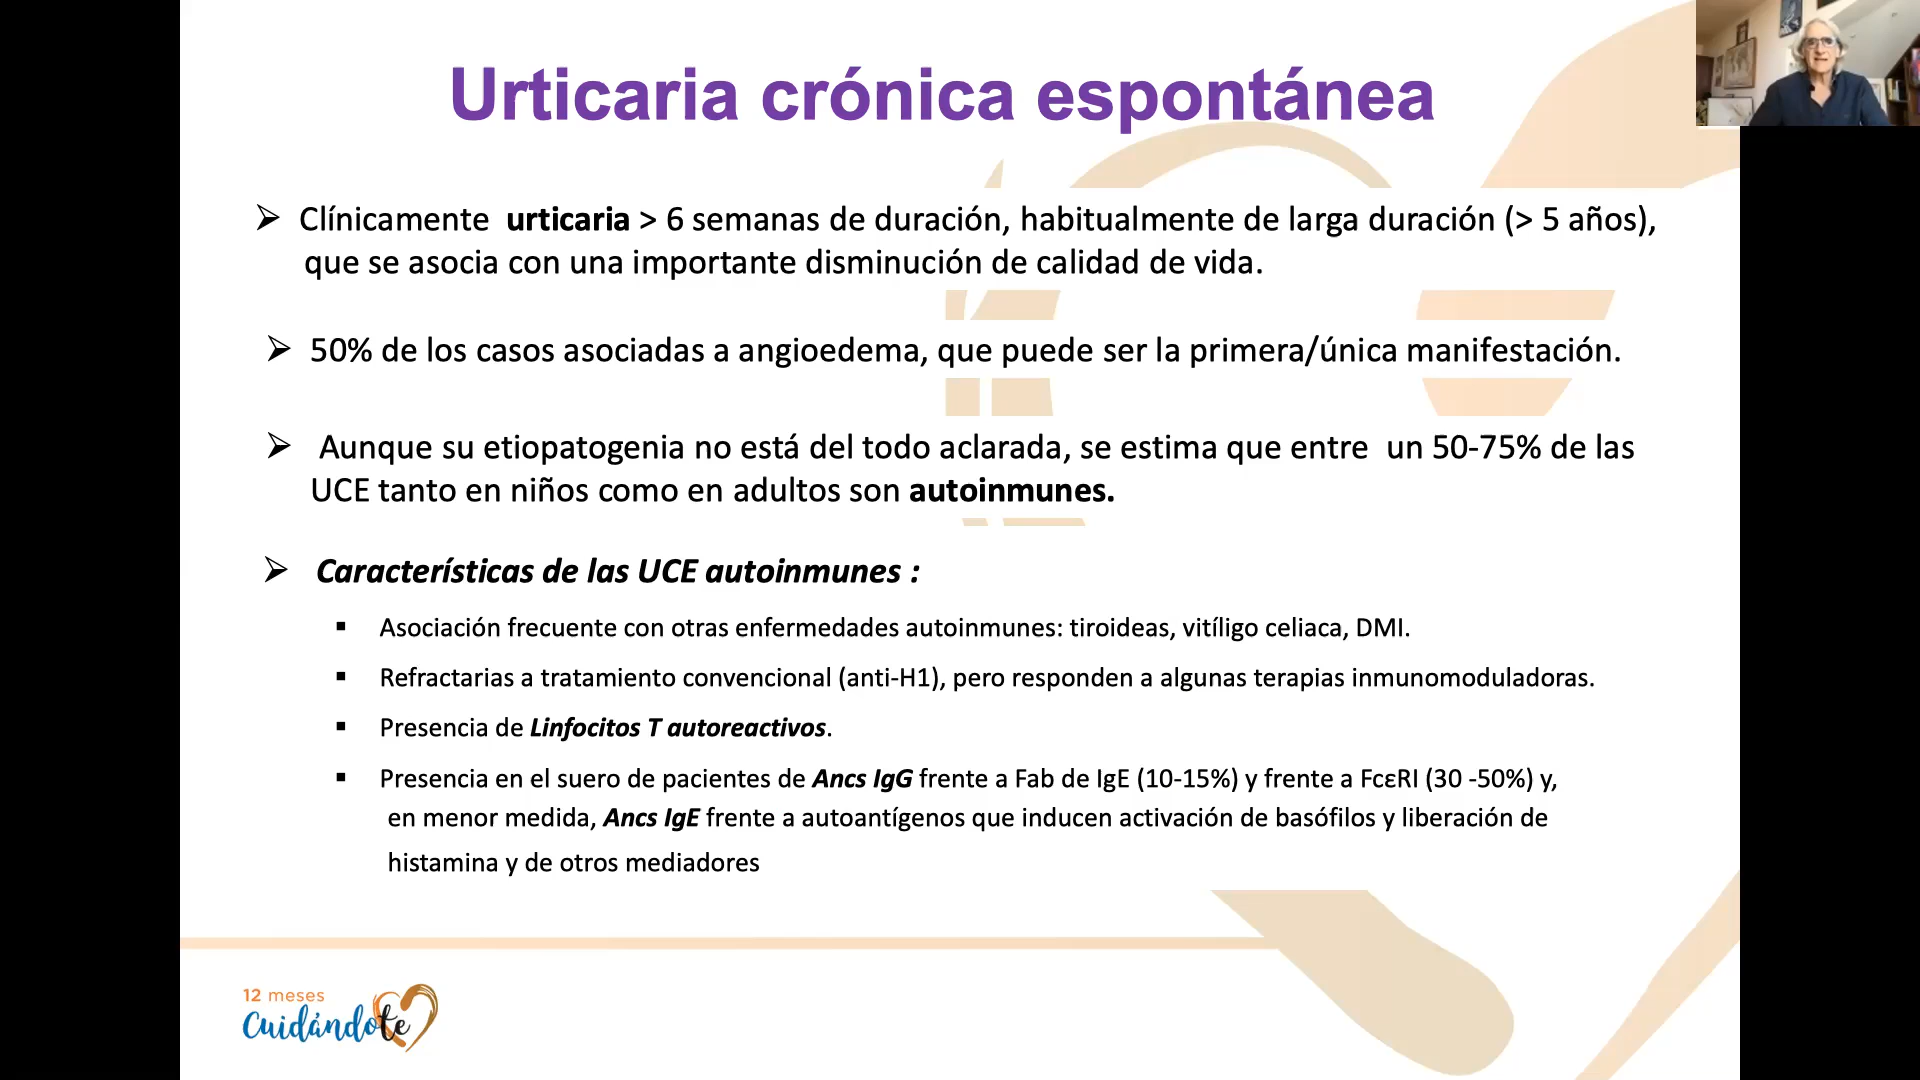 Urticaria crónica espontánea
➢ Clínicamente urticaria > 6 semanas de duración, habitualmente de larga duración (> 5 años),
que se asocia con una importante disminución de calidad de vida.
➢ 50% de los casos asociadas a angioedema, que puede ser la primera/única manifestación.
➢ Aunque su etiopatogenia no está del todo aclarada, se estima que entre un 50-75% de las
UCE tanto en niños como en adultos son autoinmunes.
➢ Características de las UCE autoinmunes :
▪ Asociación frecuente con otras enfermedades autoinmunes: tiroideas, vitíligo celiaca, DMI.
▪ Refractarias a tratamiento convencional (anti-H1), pero responden a algunas terapias inmunomoduladoras.
▪ Presencia de Linfocitos T autoreactivos.
▪ Presencia en el suero de pacientes de Ancs IgG frente a Fab de IgE (10-15%) y frente a FcεRI (30 -50%) y,
en menor medida, Ancs IgE frente a autoantígenos que inducen activación de basófilos y liberación de
histamina y de otros mediadores
12 meses
Cuidándote